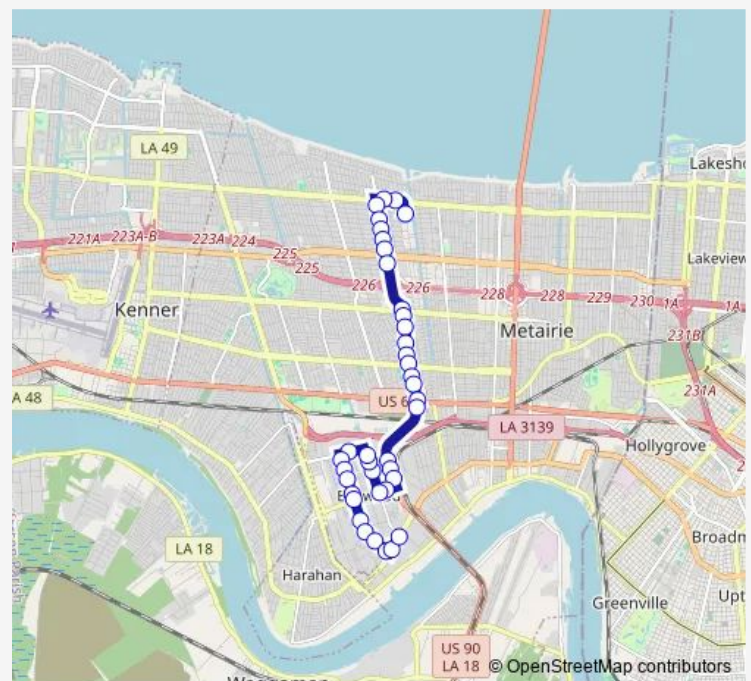 LA 49
Lakesho
221A
223A-B
223A
224
225
225
226
226
228
228
229
230
1A
1A
Lakeview
Kenner
Metairie
231B
231A
A 48
US 6
LA 3139
Hollygrove
LA 18
Harahan
Broadm
Greenville
Upt
US 90
LA 18
© OpenStreetMap contributors